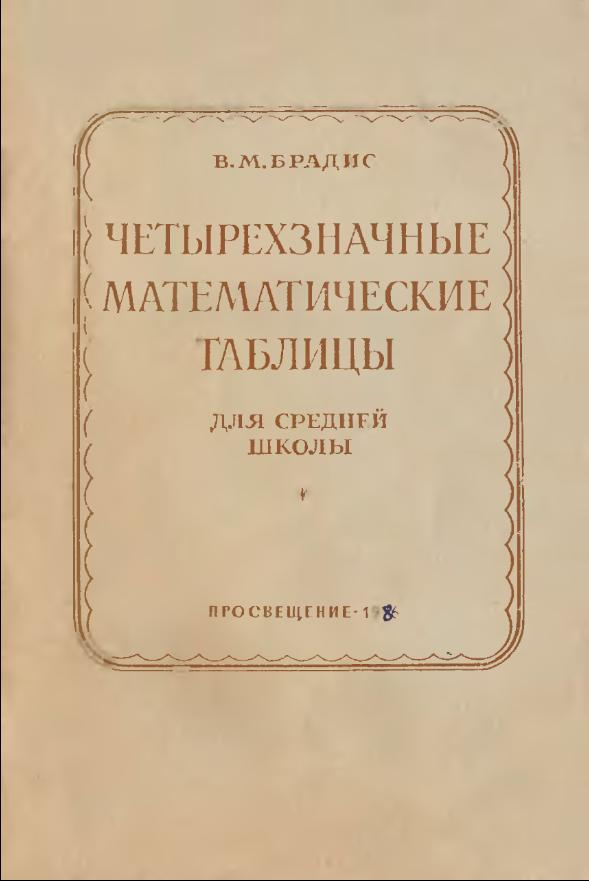 В. М. БРАДИС
ЧЕТЫРЕХЗНАЧНЫЕ
МАТЕМАТИЧЕСКИЕ
ТАБЛИЦЫ
ДЛЯ СРЕДНЕЙ
ШКОЛЫ
ПРОСВЕЩЕНИЕ-